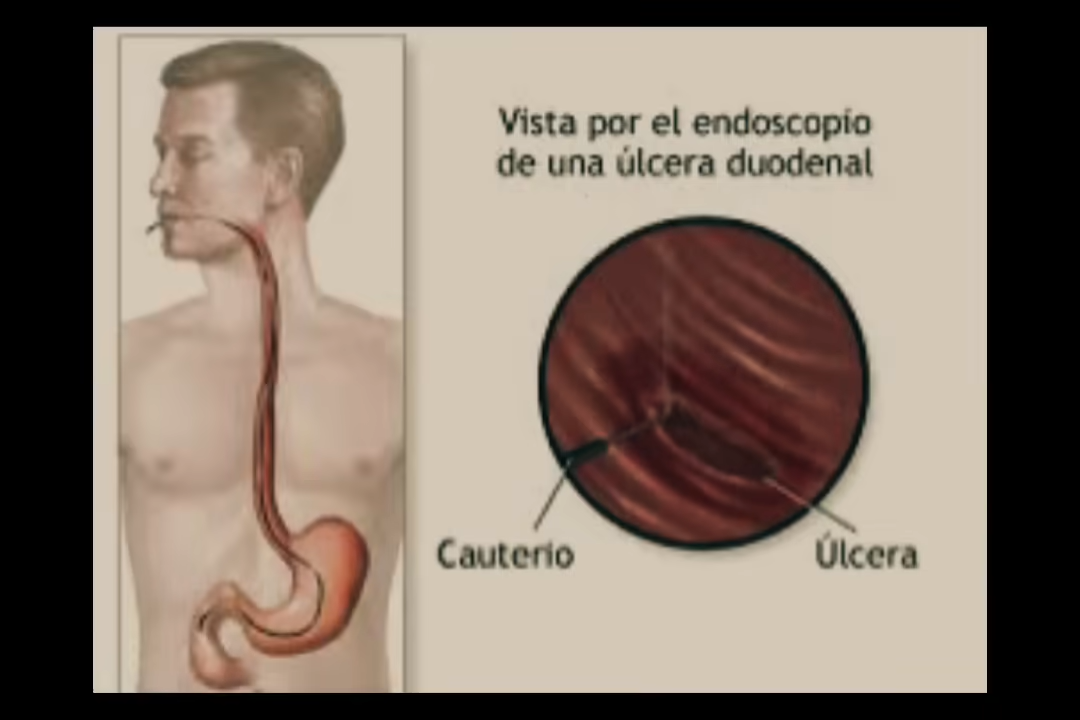 Vista por el endoscopio
de una úlcera duodenal
Cauterio
Úlcera